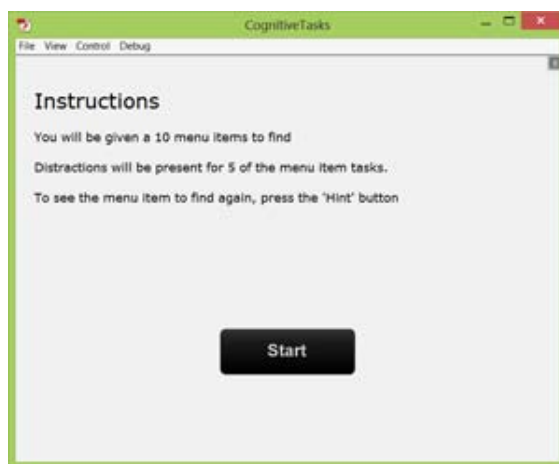 CognitiveTasks
File View Control Debug
Instructions
You will be given a 10 menu items to find
Distractions will be present for 5 of the menu item tasks.
To see the menu item to find again, press the 'Hint' button
Start